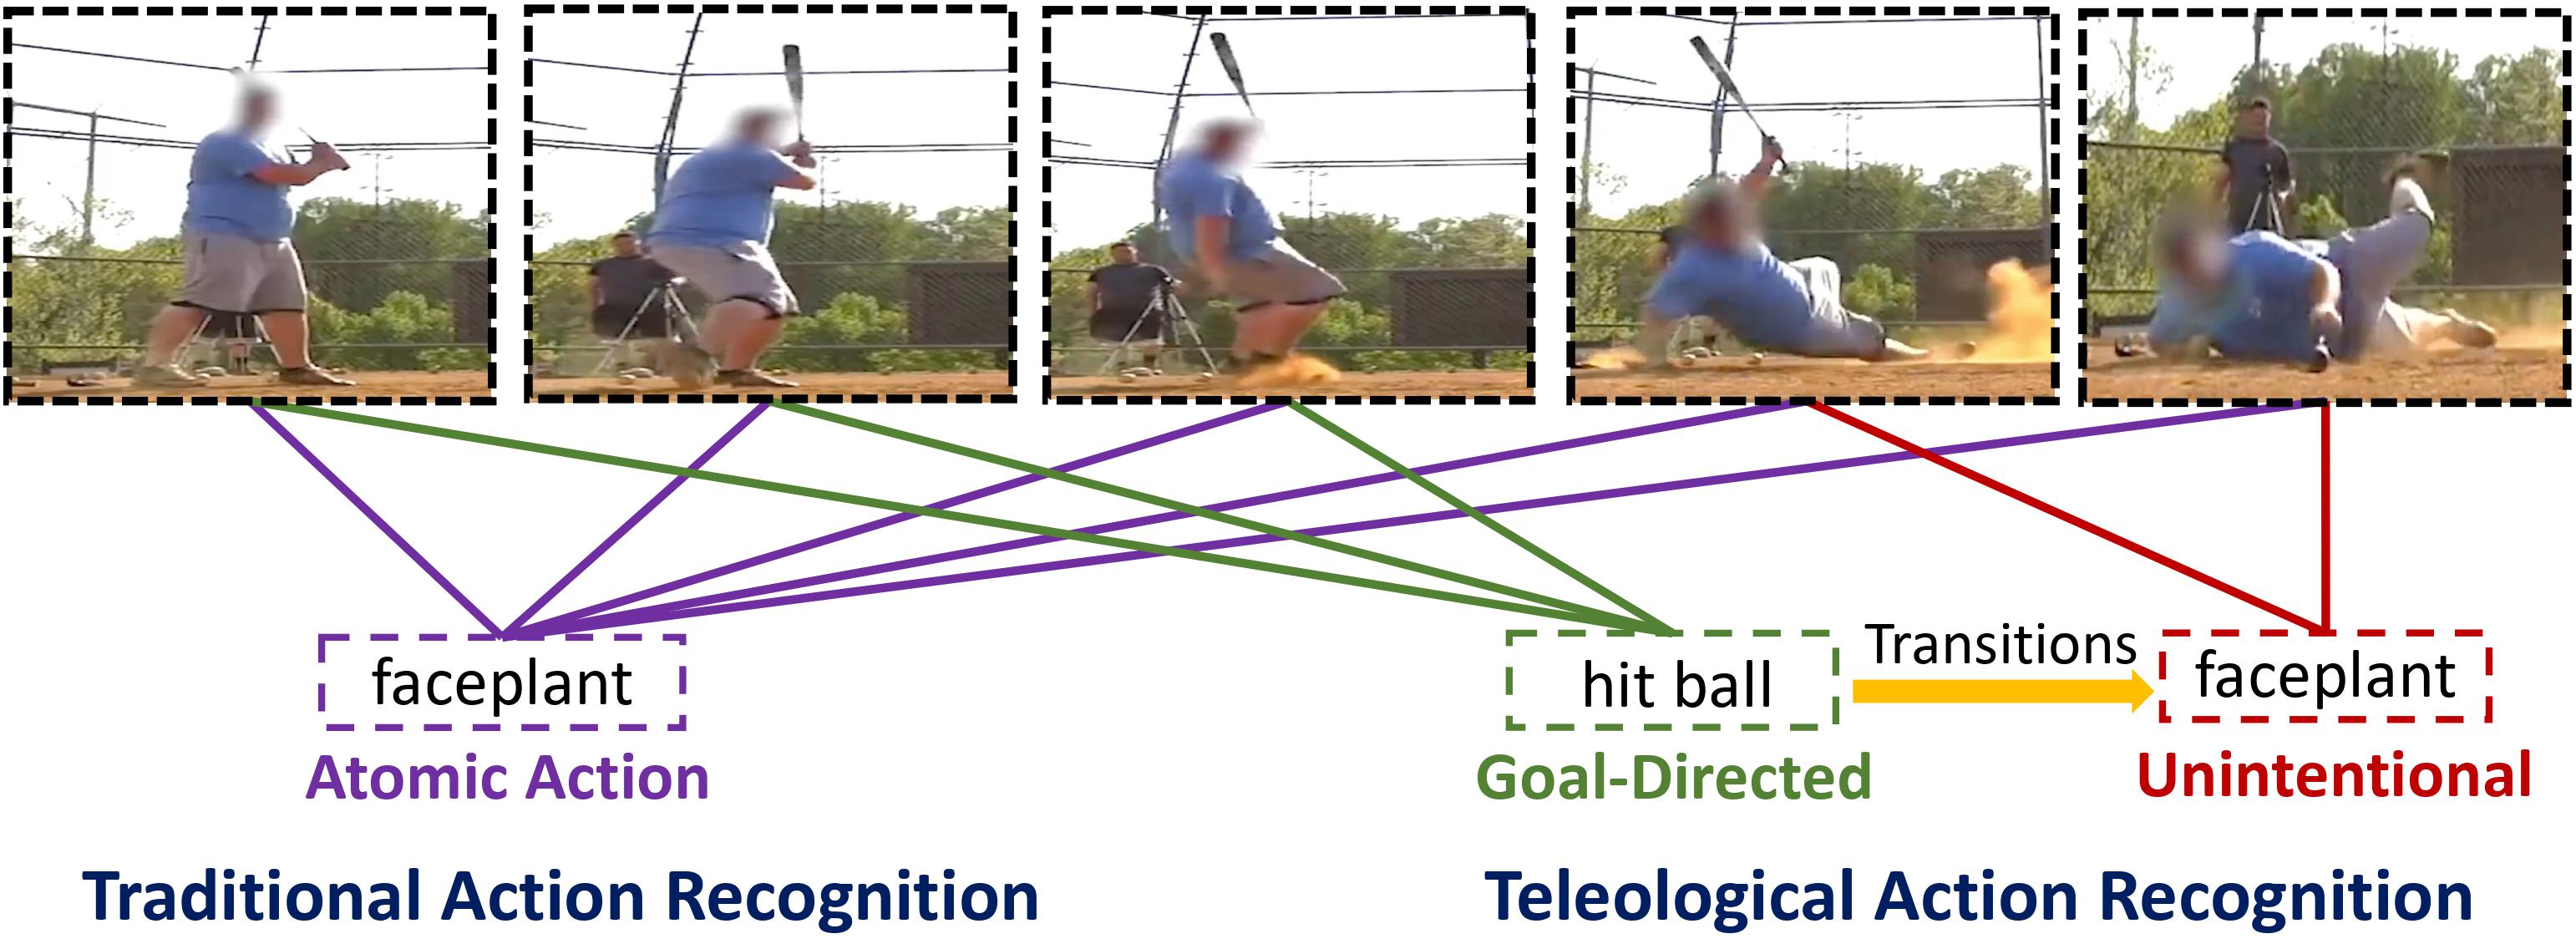 faceplant
Atomic Action
Traditional Action Recognition
hit ball
Transitions
faceplant
Goal-Directed
Unintentional
Teleological Action Recognition